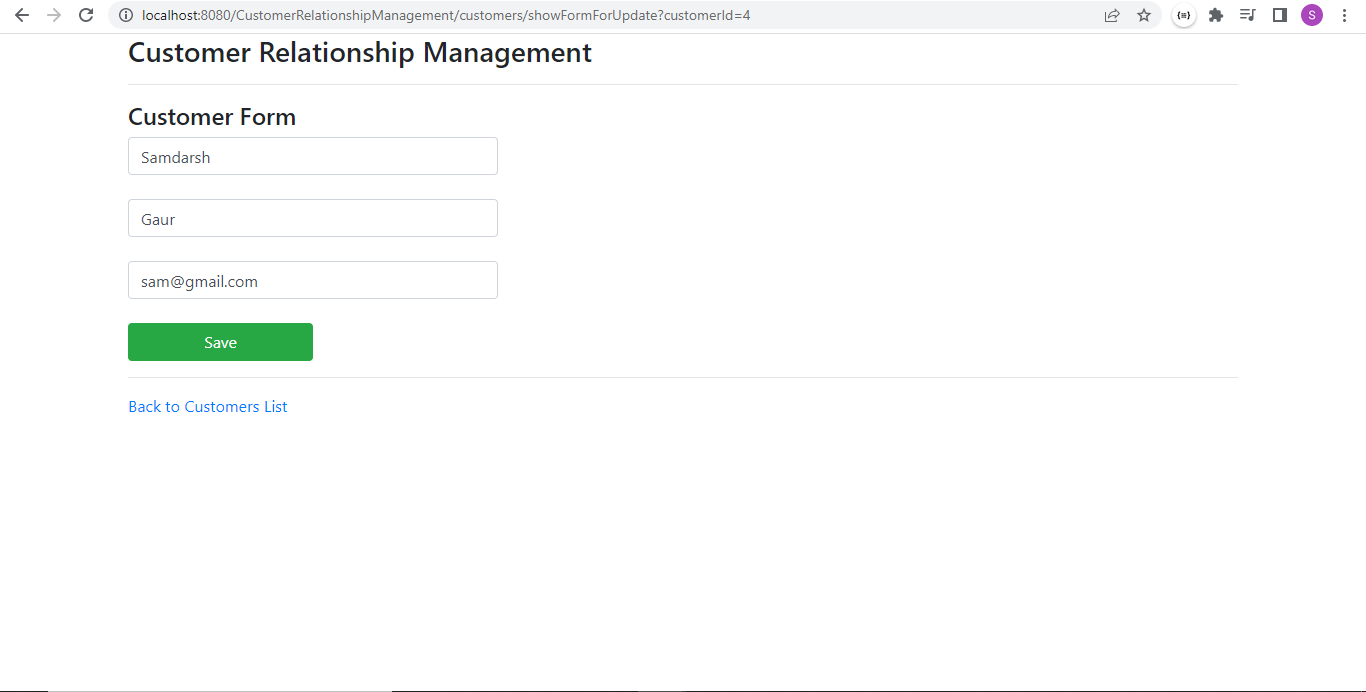 localhost:8080/CustomerRelationshipManagement/customers/showFormForUpdate?customerId=4
S
Customer Relationship Management
Customer Form
Samdarsh
Gaur
sam@gmail.com
Save
Back to Customers List